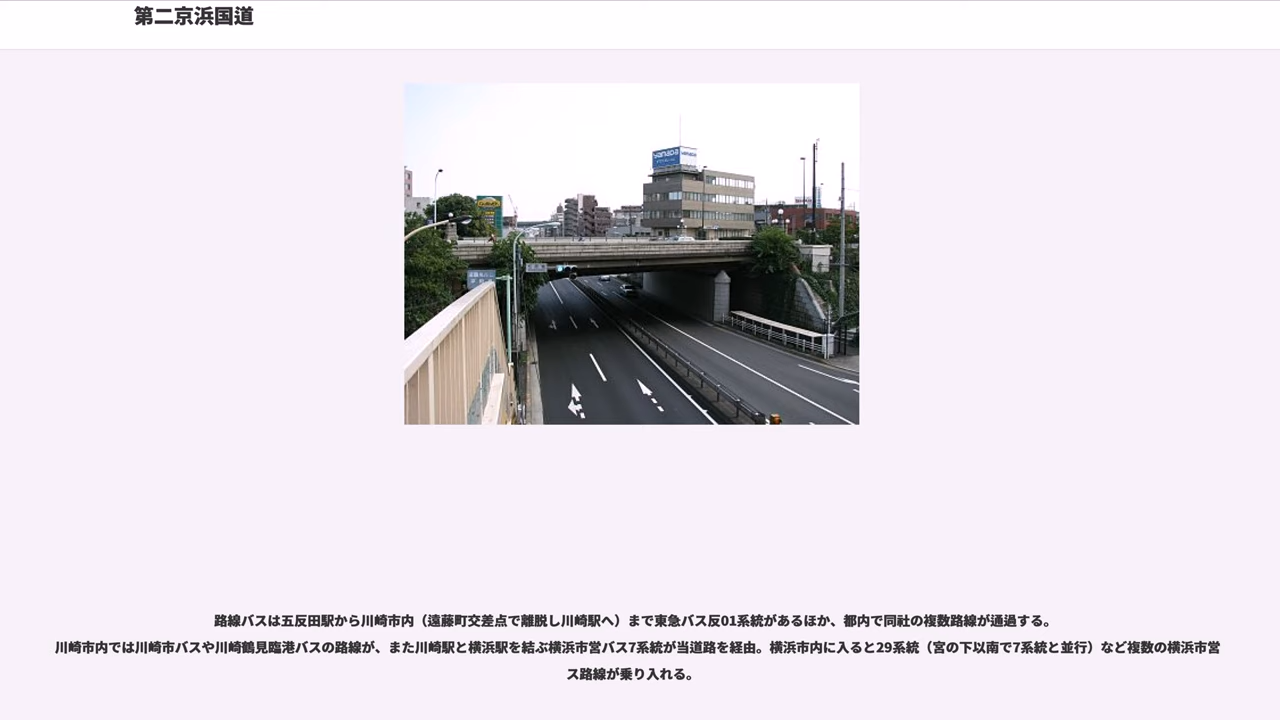 第二京浜国道
yamada
路線バスは五反田駅から川崎市内（遠藤町交差点で離脱し川崎駅へ）まで東急バス反01系統があるほか、都内で同社の複数路線が通過する。
川崎市内では川崎市バスや川崎鶴見臨港バスの路線が、また川崎駅と横浜駅を結ぶ横浜市営バス7系統が当道路を経由。横浜市内に入ると29系統（宮の下以南で7系統と並行）など複数の横浜市営
ス路線が乗り入れる。